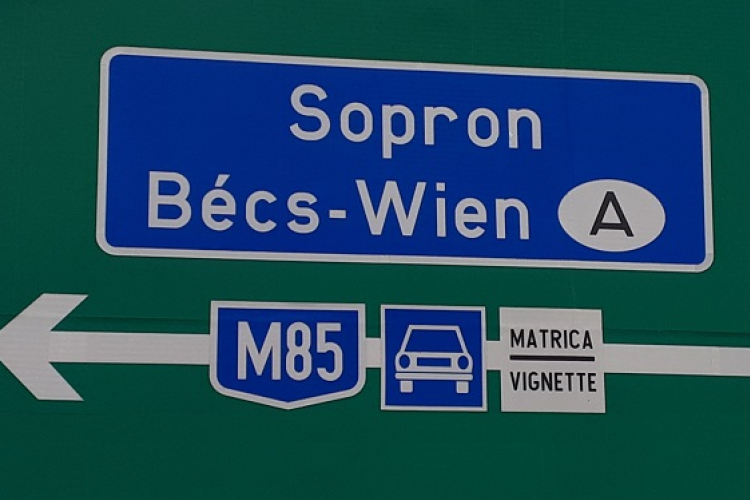 Sopron
Bécs-Wien A
M85
MATRICA
VIGNETTE